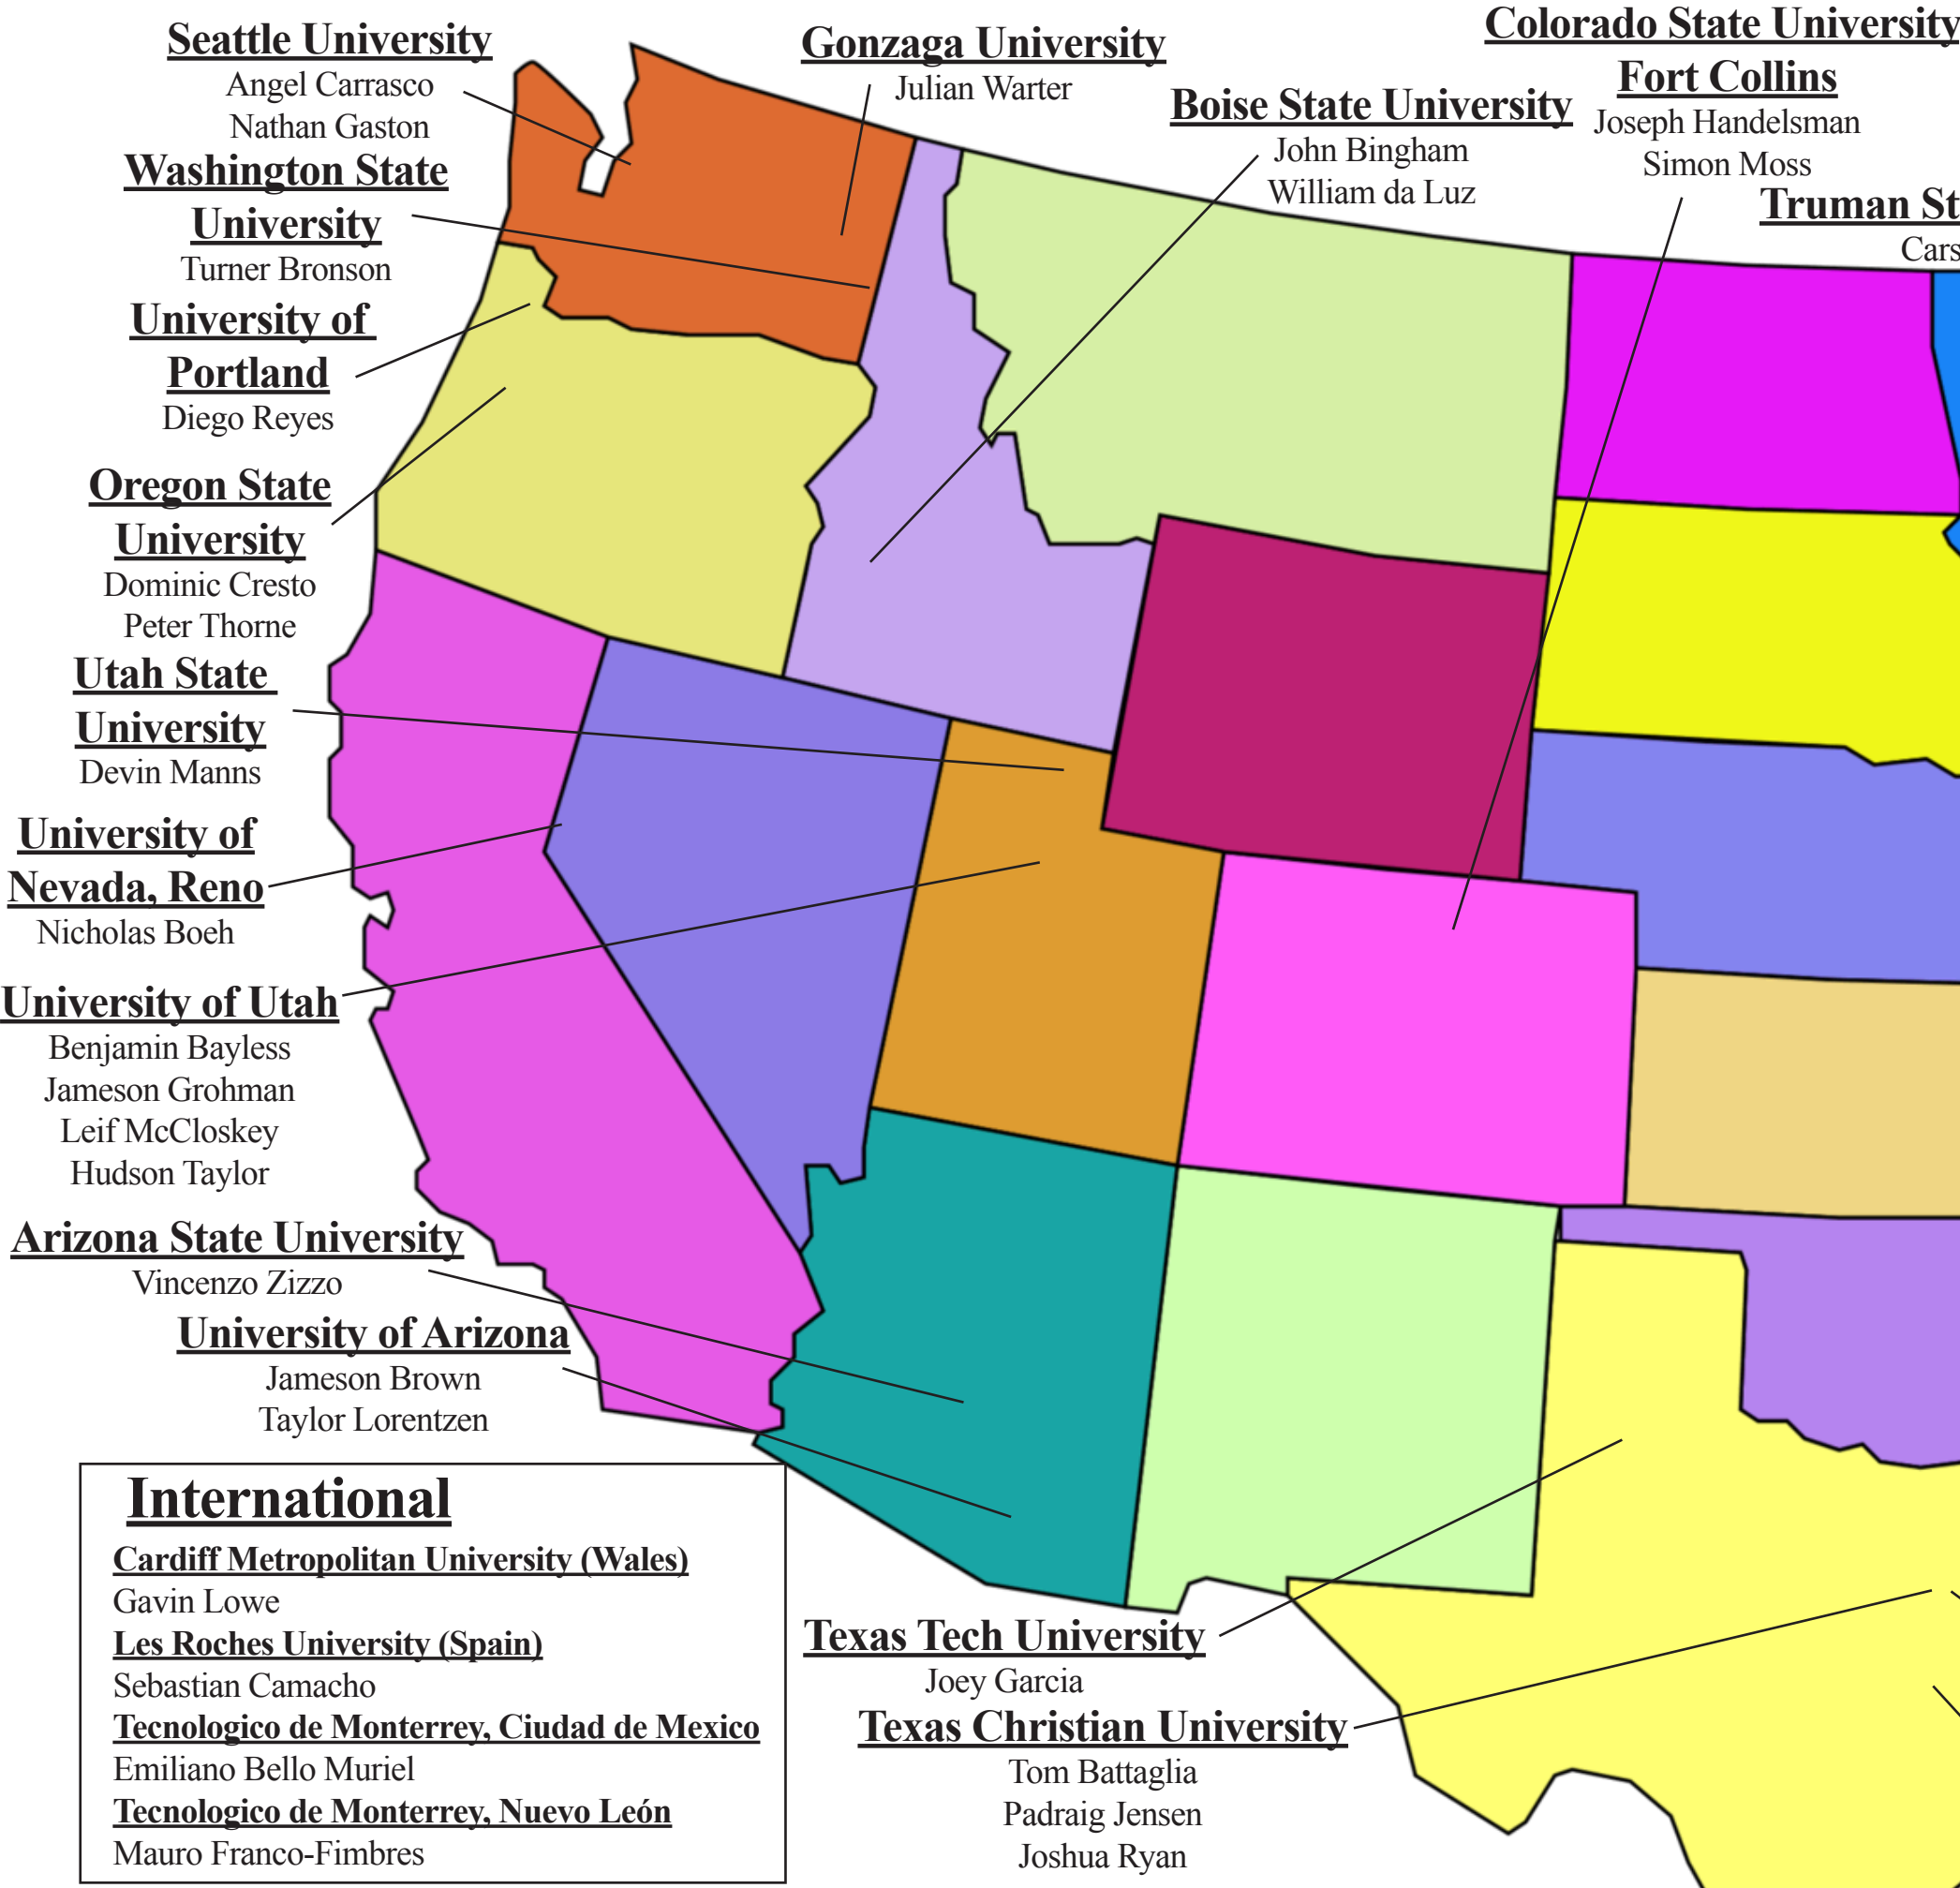 Seattle University
Angel Carrasco
Nathan Gaston
Washington State
University
Turner Bronson
University of
Portland
Diego Reyes
Oregon State
University
Dominic Cresto
Peter Thorne
Utah State
University
Devin Manns
University of
Nevada, Reno
Nicholas Boeh
University of Utah
Benjamin Bayless
Jameson Grohman
Leif McCloskey
Hudson Taylor
Arizona State University
Vincenzo Zizzo
University of Arizona
Jameson Brown
Taylor Lorentzen
Gonzaga University
Julian Warter
Boise State University
John Bingham
William da Luz
Colorado State University
Fort Collins
Joseph Handelsman
Simon Moss
Truman St
Cars
Texas Tech University
Joey Garcia
Texas Christian University
Tom Battaglia
Padraig Jensen
Joshua Ryan
International
Cardiff Metropolitan University (Wales)
Gavin Lowe
Les Roches University (Spain)
Sebastian Camacho
Tecnologico de Monterrey, Ciudad de Mexico
Emiliano Bello Muriel
Tecnologico de Monterrey, Nuevo León
Mauro Franco-Fimbres